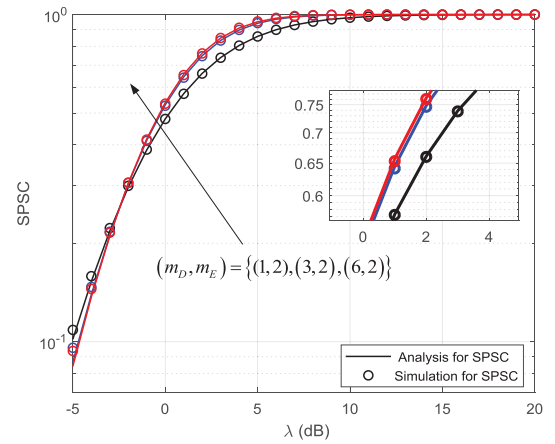 10^0
10^{-1}
SPSC
-5 0 5 10 15 20
λ (dB)
(m_D, m_E) = {(1, 2), (3, 2), (6, 2)}
0.75
0.7
0.65
0.6
0 2 4
Analysis for SPSC
Simulation for SPSC